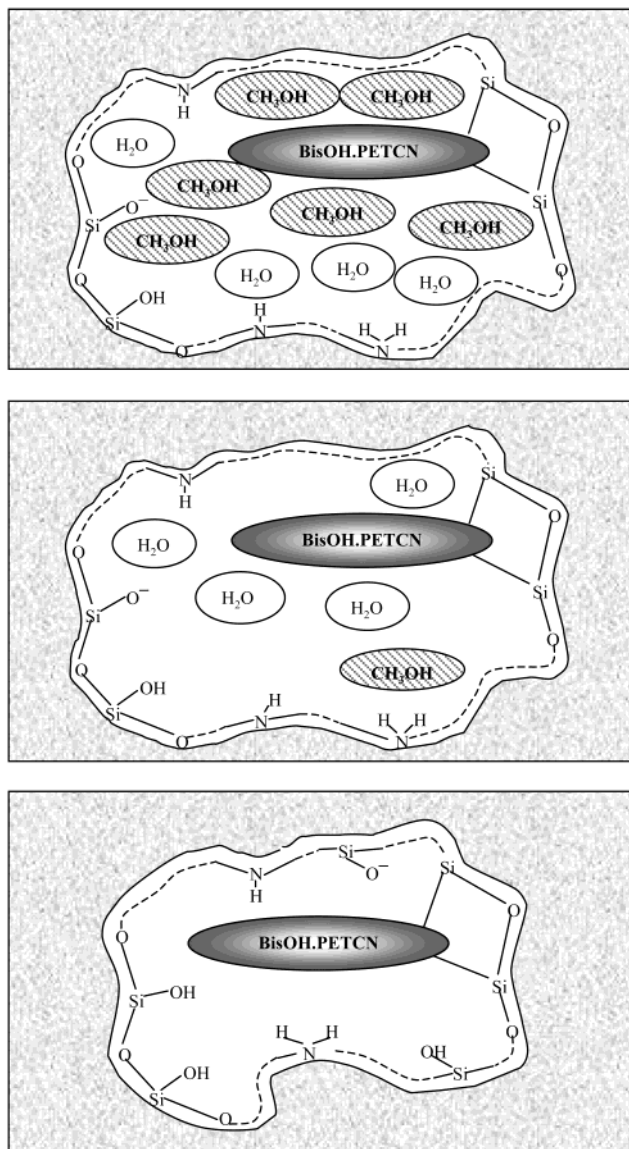 N
H
CH₃OH CH₃OH
Si
H₂O
BisOH.PETCN
O
O
CH₃OH
Si
O⁻
CH₃OH
CH₃OH
Si
CH₃OH
H₂O
H₂O
H₂O
O
O
OH
Si
H
N
H H
N
O
Si
H₂O
N
H
O
BisOH.PETCN
O
H₂O
H₂O
H₂O
Si
O⁻
Si
O
CH₃OH
O
OH
Si
H
N
H H
N
O
Si
O⁻
N
H
Si
O
O
BisOH.PETCN
Si
OH
Si
O
H H
N
OH
Si
O
OH
Si
O